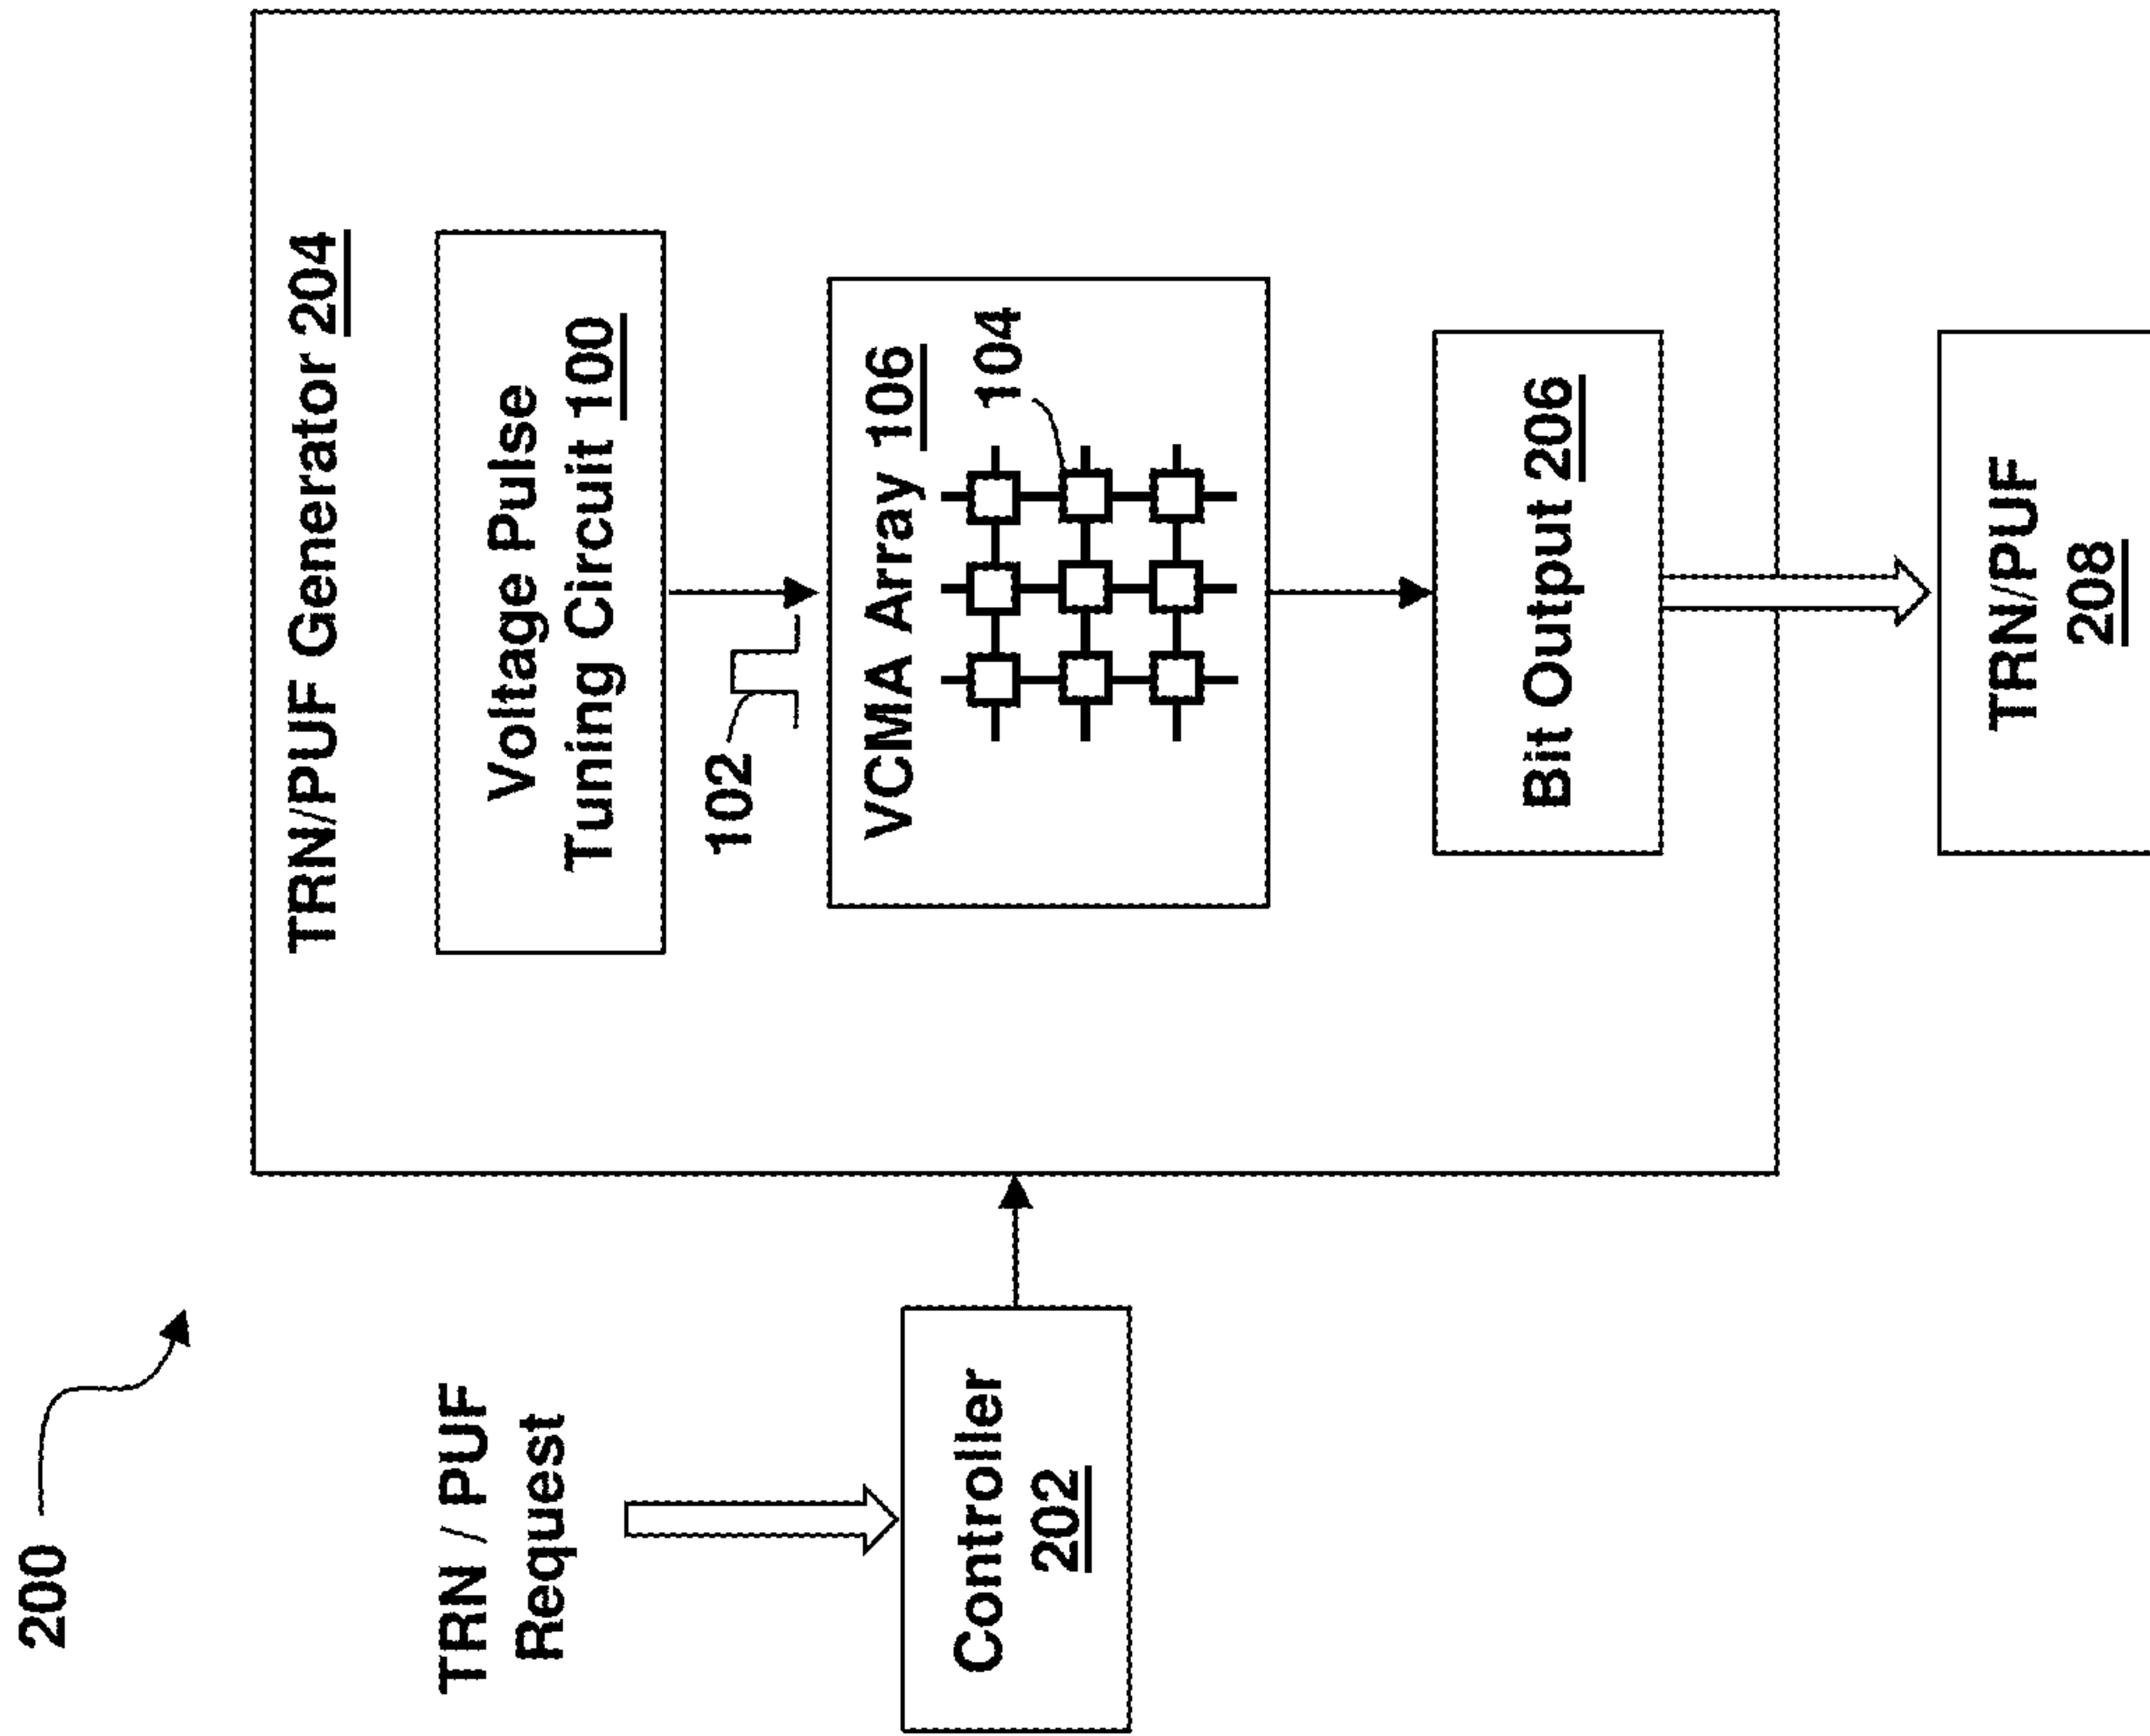 200
TRN / PUF
Request
Controller
202
TRN/PUF Generator 204
Voltage Pulse
Tuning Circuit 100
102
VCMA Array 106
104
Bit Output 206
TRN/PUF
208